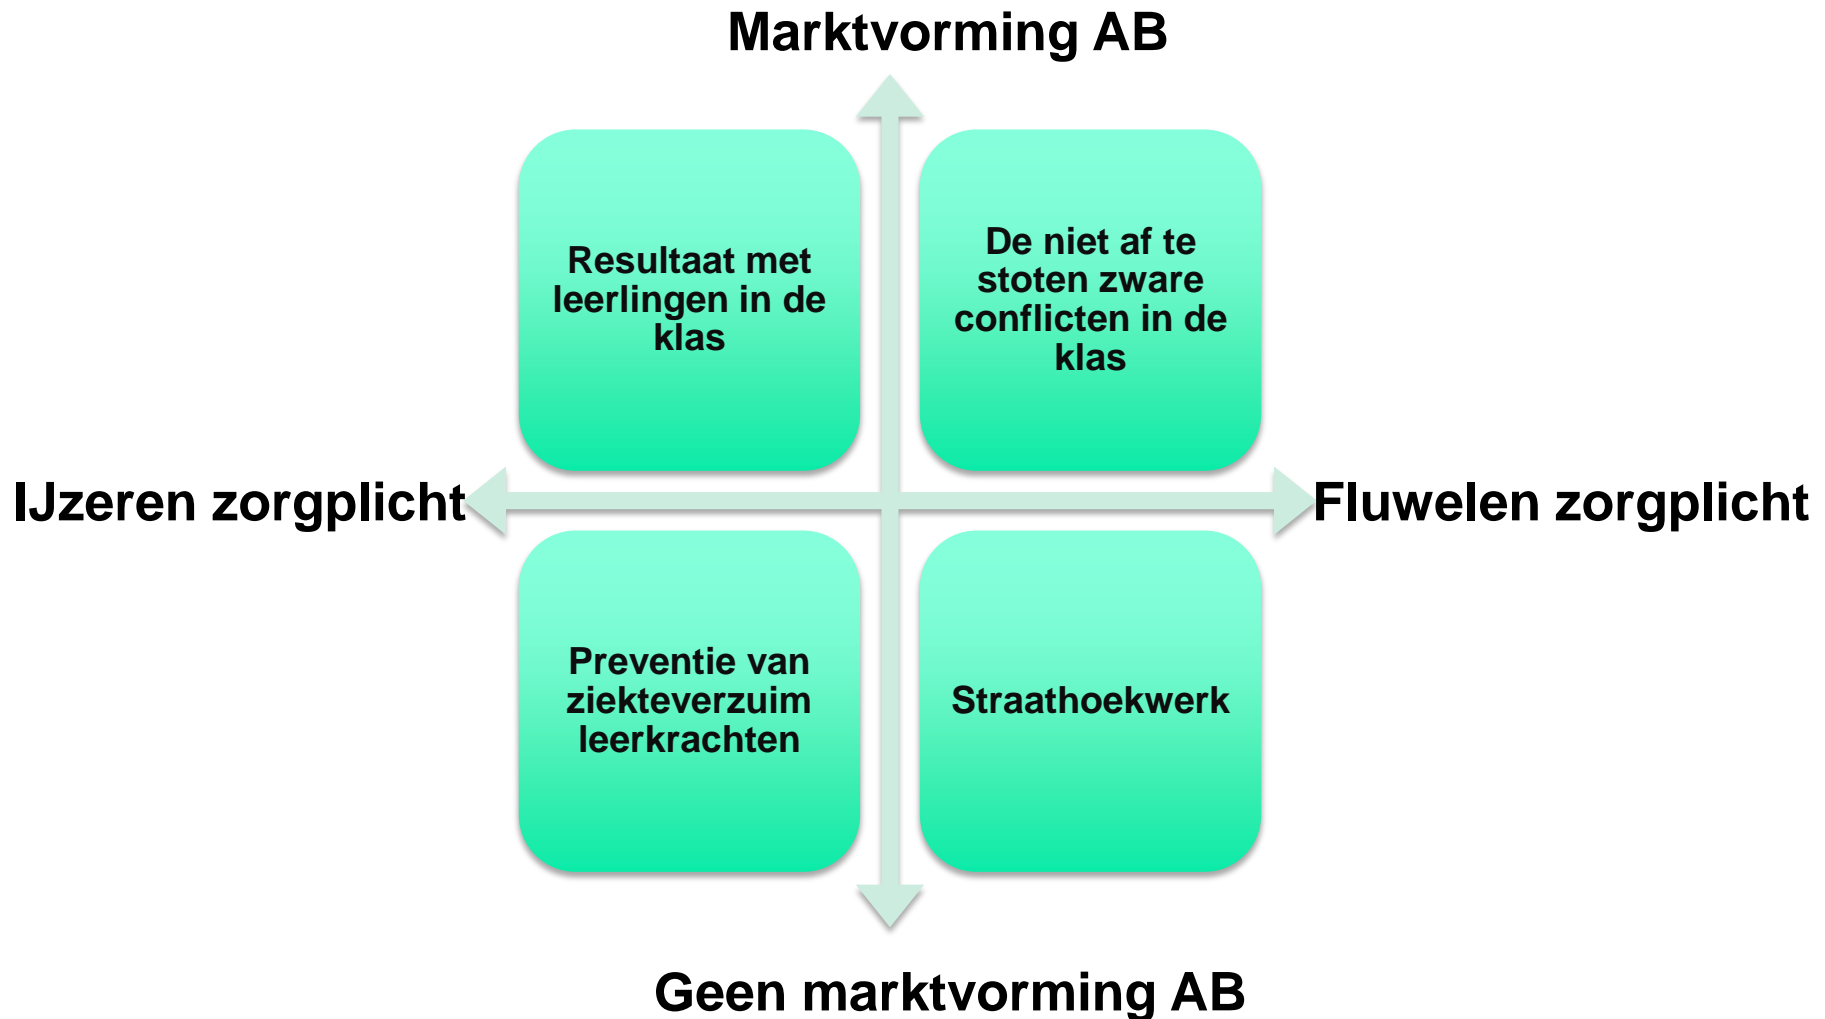 Marktvorming AB
Resultaat met
leerlingen in de
klas
De niet af te
stoten zware
conflicten in de
klas
IJzeren zorgplicht
Fluwelen zorgplicht
Preventie van
ziekteverzuim
leerkrachten
Straathoekwerk
Geen marktvorming AB